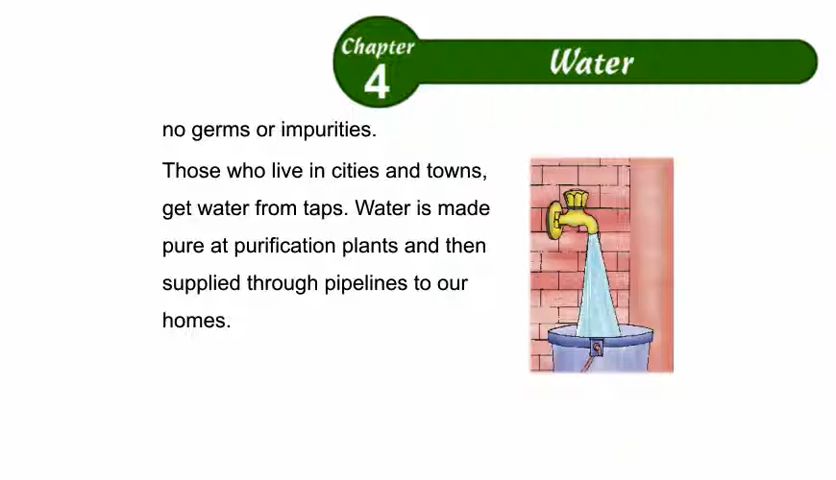 Chapter
4
Water
no germs or impurities.
Those who live in cities and towns,
get water from taps. Water is made
pure at purification plants and then
supplied through pipelines to our
homes.